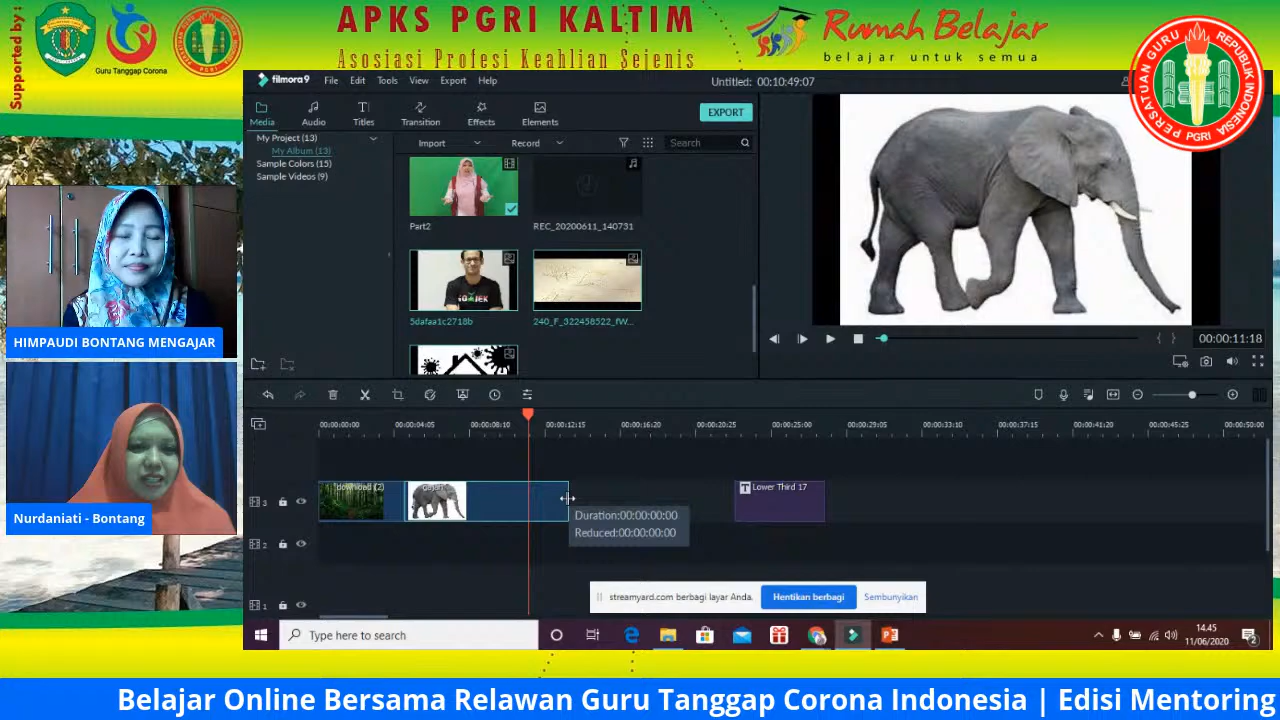 Supported by :
Guru Tanggap Corona
APKS PGRI KALTIM
Asosiasi Profesi Keahlian Sejenis
Rumah Belajar
belajar untuk semua
PERSATUAN GURU REPUBLIK INDONESIA
PGRI
filmora9 File Edit Tools View Export Help
Untitled: 00:10:49:07
Media Audio Titles Transition Effects Elements
EXPORT
My Project (13)
My Album (13)
Sample Colors (15)
Sample Videos (9)
Import Record Search
Part2 REC_20200611_140731
GOJEK
5dafaa1c2718b 240_F_322458522_fW...
00:00:11:18
00:00:00:00 00:00:04:05 00:00:08:10 00:00:12:15 00:00:16:20 00:00:20:25 00:00:25:00 00:00:29:05 00:00:33:10 00:00:37:15 00:00:41:20 00:00:45:25 00:00:50:00
3 download (2) gajah T Lower Third 17
Duration:00:00:00:00
Reduced:00:00:00:00
2
1
streamyard.com berbagi layar Anda. Hentikan berbagi Sembunyikan
Type here to search
14.45
11/06/2020
2
HIMPAUDI BONTANG MENGAJAR
Nurdaniati - Bontang
Belajar Online Bersama Relawan Guru Tanggap Corona Indonesia | Edisi Mentoring